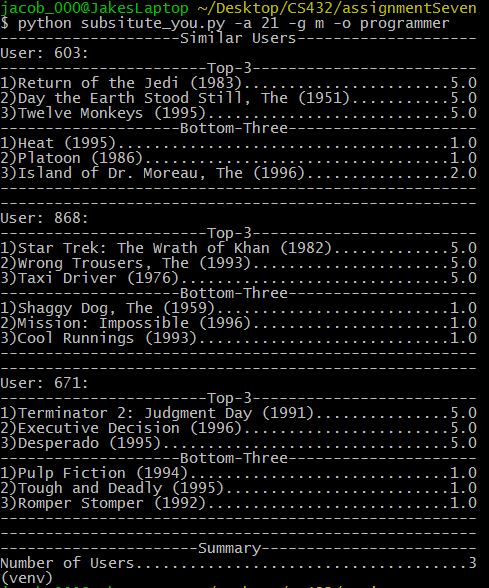 jacob_000@JakesLaptop ~/Desktop/CS432/assignmentSeven
$ python subsitute_you.py -a 21 -g m -o programmer
--------------------Similar Users--------------------
User: 603:
-----------------------Top-3-------------------------
1)Return of the Jedi (1983).......................5.0
2)Day the Earth Stood Still, The (1951)...........5.0
3)Twelve Monkeys (1995)...........................5.0
--------------------Bottom-Three---------------------
1)Heat (1995).....................................1.0
2)Platoon (1986)..................................1.0
3)Island of Dr. Moreau, The (1996)................2.0
-----------------------------------------------------
-----------------------------------------------------
User: 868:
-----------------------Top-3-------------------------
1)Star Trek: The Wrath of Khan (1982).............5.0
2)Wrong Trousers, The (1993)......................5.0
3)Taxi Driver (1976)..............................5.0
--------------------Bottom-Three---------------------
1)Shaggy Dog, The (1959)..........................1.0
2)Mission: Impossible (1996)......................1.0
3)Cool Runnings (1993)............................1.0
-----------------------------------------------------
-----------------------------------------------------
User: 671:
-----------------------Top-3-------------------------
1)Terminator 2: Judgment Day (1991)...............5.0
2)Executive Decision (1996).......................5.0
3)Desperado (1995)................................5.0
--------------------Bottom-Three---------------------
1)Pulp Fiction (1994).............................1.0
2)Tough and Deadly (1995).........................1.0
3)Romper Stomper (1992)...........................1.0
-----------------------------------------------------
-----------------------------------------------------
----------------------Summary------------------------
Number of Users.....................................3
(venv)